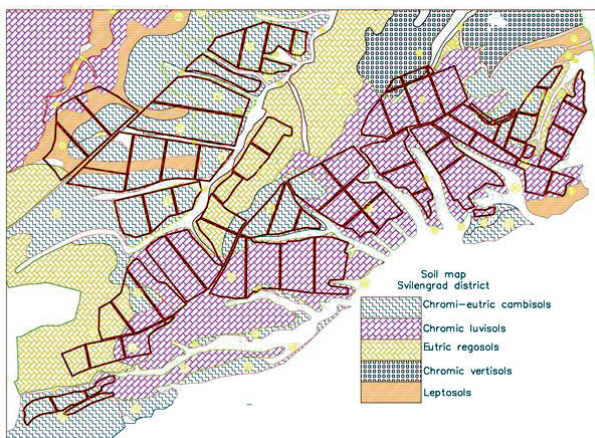 Soil map
Svilengrad district
Chromi-eutric cambisols
Chromic luvisols
Eutric regosols
Chromic vertisols
Leptosols